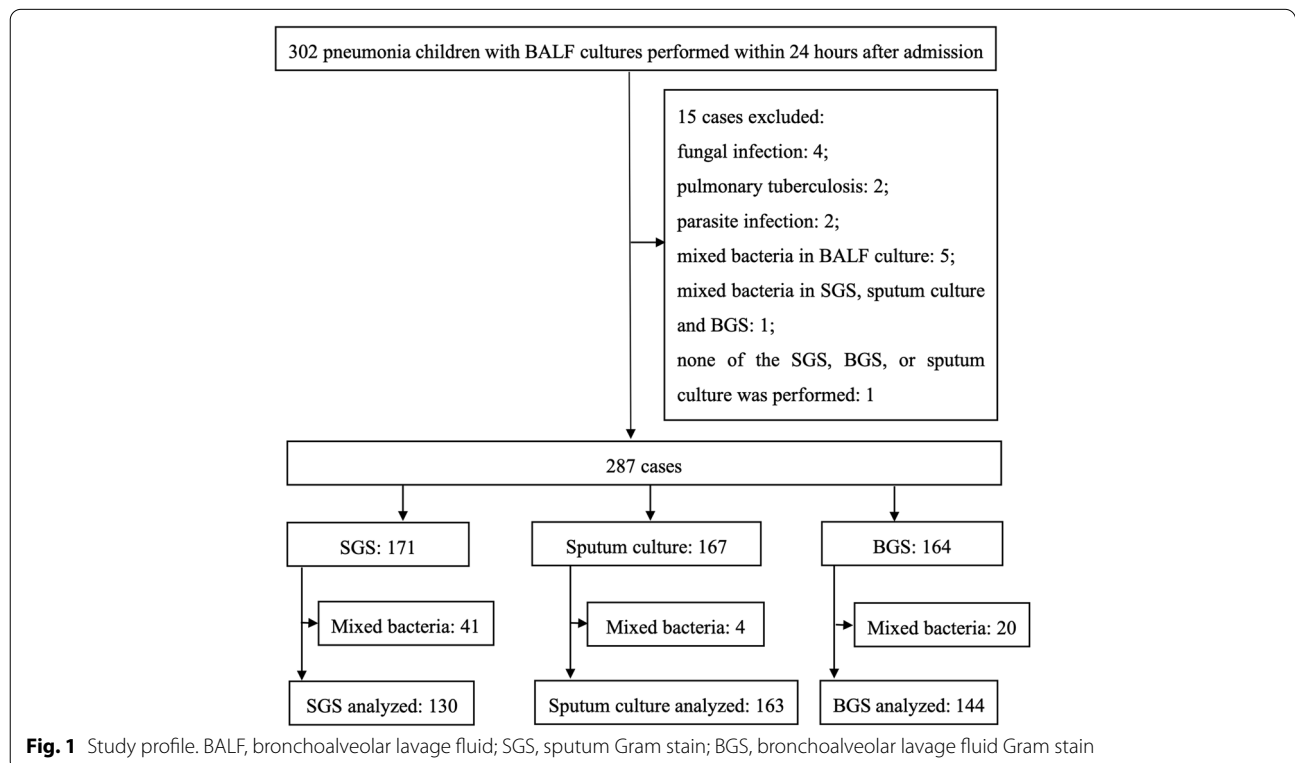 302 pneumonia children with BALF cultures performed within 24 hours after admission
15 cases excluded:
fungal infection: 4;
pulmonary tuberculosis: 2;
parasite infection: 2;
mixed bacteria in BALF culture: 5;
mixed bacteria in SGS, sputum culture
and BGS: 1;
none of the SGS, BGS, or sputum
culture was performed: 1
287 cases
SGS: 171
Sputum culture: 167
BGS: 164
Mixed bacteria: 41
Mixed bacteria: 4
Mixed bacteria: 20
SGS analyzed: 130
Sputum culture analyzed: 163
BGS analyzed: 144
Fig. 1 Study profile. BALF, bronchoalveolar lavage fluid; SGS, sputum Gram stain; BGS, bronchoalveolar lavage fluid Gram stain